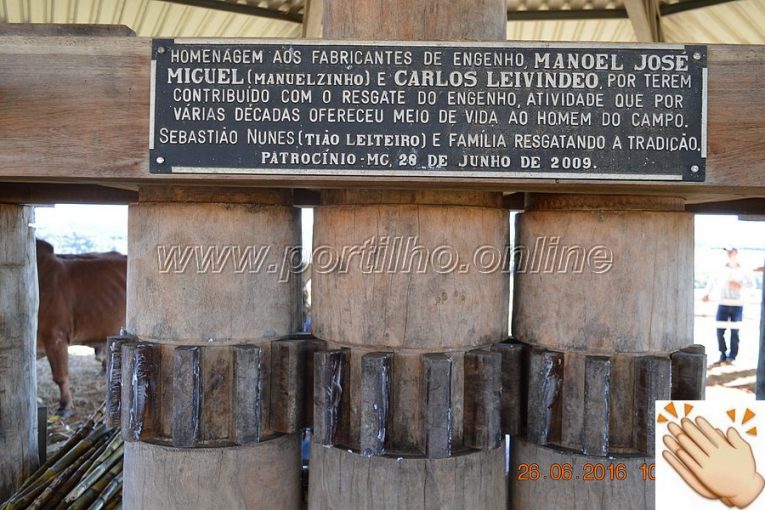 HOMENAGEM AOS FABRICANTES DE ENGENHO, MANOEL JOSÉ
MIGUEL (MANUELZINHO) E CARLOS LEIVINDEO, POR TEREM
CONTRIBUÍDO COM O RESGATE DO ENGENHO, ATIVIDADE QUE POR
VÁRIAS DÉCADAS OFERECEU MEIO DE VIDA AO HOMEM DO CAMPO.
SEBASTIÃO NUNES (TIÃO LEITEIRO) E FAMÍLIA RESGATANDO A TRADIÇÃO.
PATROCÍNIO-MG, 28 DE JUNHO DE 2009.
www.portilho.online
26.06.2016 10